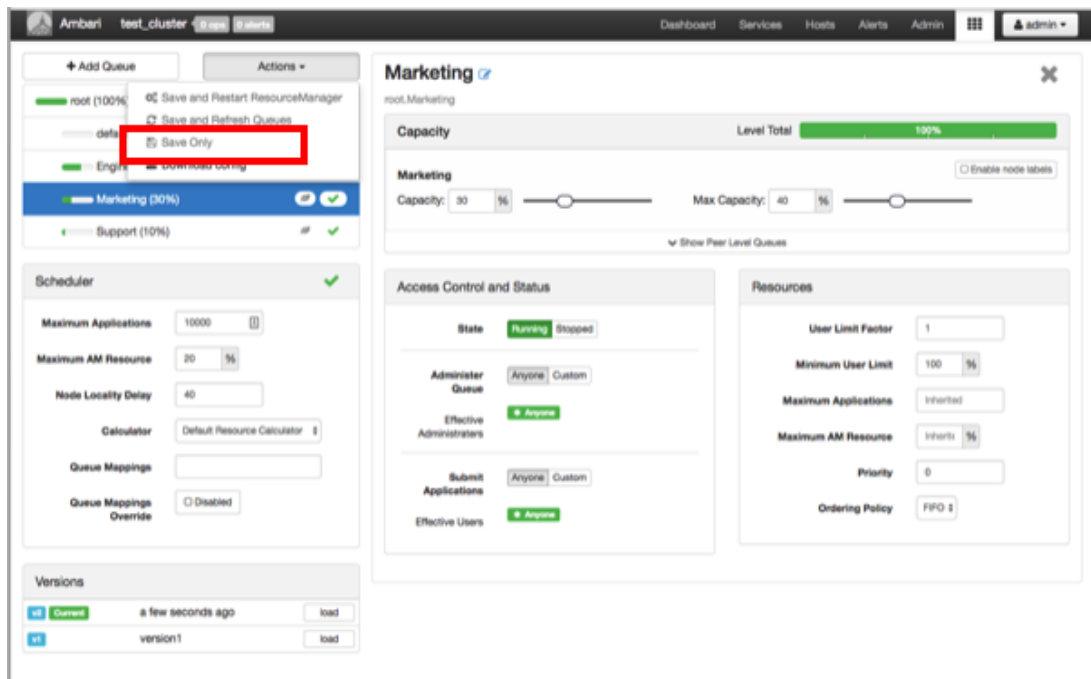 Ambari test_cluster 0 ops 0 alerts Dashboard Services Hosts Alerts Admin admin
+ Add Queue Actions
Save and Restart ResourceManager
Save and Refresh Queues
Save Only
Download config
root (100%)
defa
Engin
Marketing (30%)
Support (10%)
Scheduler
Maximum Applications 10000
Maximum AM Resource 20 %
Node Locality Delay 40
Calculator Default Resource Calculator
Queue Mappings
Queue Mappings Override Disabled
Versions
v2 Current a few seconds ago load
v1 version1 load
Marketing
root.Marketing
Capacity Level Total 100%
Marketing Enable node labels
Capacity: 30 % Max Capacity: 40 %
Show Peer Level Queues
Access Control and Status
State Running Stopped
Administer Queue Anyone Custom
Effective Administraters Anyone
Submit Applications Anyone Custom
Effective Users Anyone
Resources
User Limit Factor 1
Minimum User Limit 100 %
Maximum Applications Inherited
Maximum AM Resource Inherits %
Priority 0
Ordering Policy FIFO